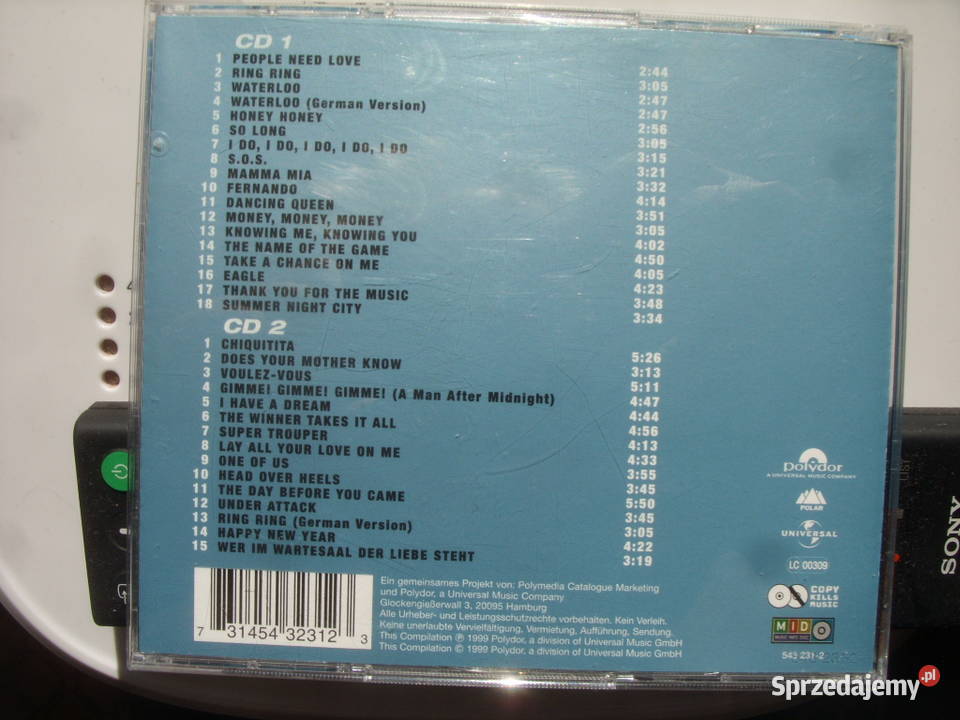 CD 1
1 PEOPLE NEED LOVE 2:44
2 RING RING 3:05
3 WATERLOO 2:47
4 WATERLOO (German Version) 2:47
5 HONEY HONEY 2:56
6 SO LONG 3:05
7 I DO, I DO, I DO, I DO, I DO 3:15
8 S.O.S. 3:21
9 MAMMA MIA 3:32
10 FERNANDO 4:14
11 DANCING QUEEN 3:51
12 MONEY, MONEY, MONEY 3:05
13 KNOWING ME, KNOWING YOU 4:02
14 THE NAME OF THE GAME 4:50
15 TAKE A CHANCE ON ME 4:05
16 EAGLE 4:23
17 THANK YOU FOR THE MUSIC 3:48
18 SUMMER NIGHT CITY 3:34
CD 2
1 CHIQUITITA 5:26
2 DOES YOUR MOTHER KNOW 3:13
3 VOULEZ-VOUS 5:11
4 GIMME! GIMME! GIMME! (A Man After Midnight) 4:47
5 I HAVE A DREAM 4:44
6 THE WINNER TAKES IT ALL 4:56
7 SUPER TROUPER 4:13
8 LAY ALL YOUR LOVE ON ME 4:33
9 ONE OF US 3:55
10 HEAD OVER HEELS 3:45
11 THE DAY BEFORE YOU CAME 5:50
12 UNDER ATTACK 3:45
13 RING RING (German Version) 3:05
14 HAPPY NEW YEAR 4:22
15 WER IM WARTESAAL DER LIEBE STEHT 3:19
polydor
A UNIVERSAL MUSIC COMPANY
POLAR
UNIVERSAL
LC 00309
COPY
KILLS
MUSIC
MID
543 231-2
7 31454 32312 3
Ein gemeinsames Projekt von: Polymedia Catalogue Marketing
und Polydor, a Universal Music Company
Glockengießerwall 3, 20095 Hamburg
Alle Urheber- und Leistungsschutzrechte vorbehalten. Kein Verleih.
Keine unerlaubte Vervielfältigung, Vermietung, Aufführung, Sendung.
This Compilation ℗ 1999 Polydor, a division of Universal Music GmbH
This Compilation © 1999 Polydor, a division of Universal Music GmbH
SONY
Sprzedajemy.pl